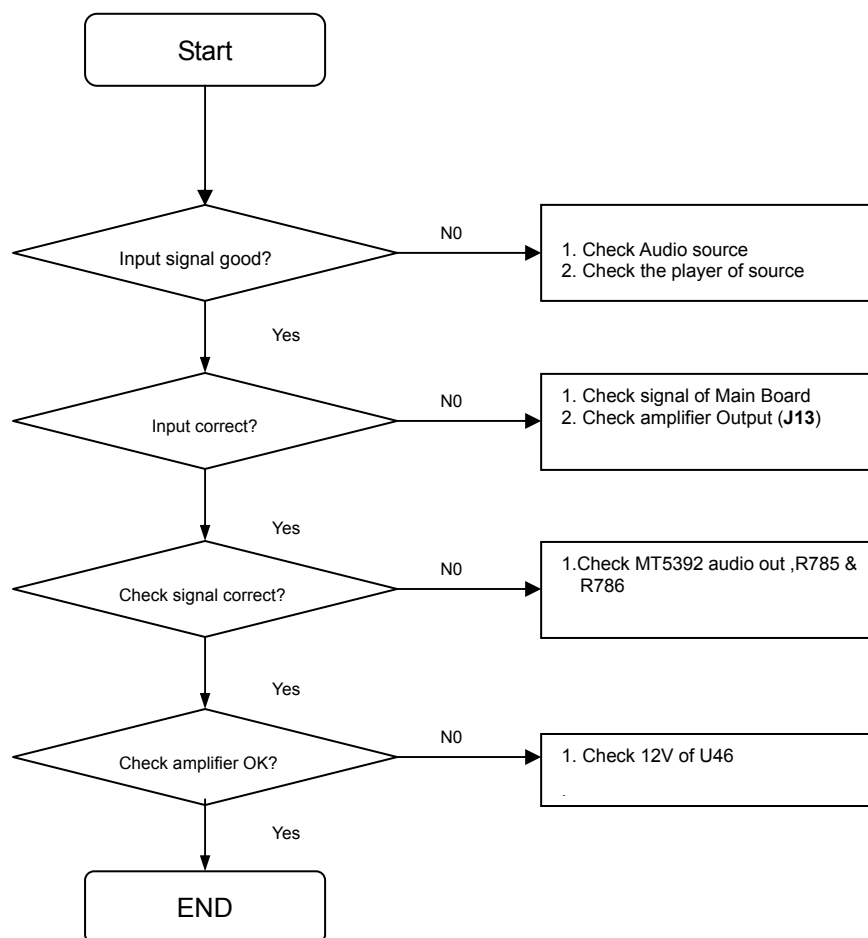 Start
Input signal good?
N0
1. Check Audio source
2. Check the player of source
Yes
Input correct?
N0
1. Check signal of Main Board
2. Check amplifier Output (J13)
Yes
Check signal correct?
N0
1.Check MT5392 audio out ,R785 &
R786
Yes
Check amplifier OK?
N0
1. Check 12V of U46
.
Yes
END